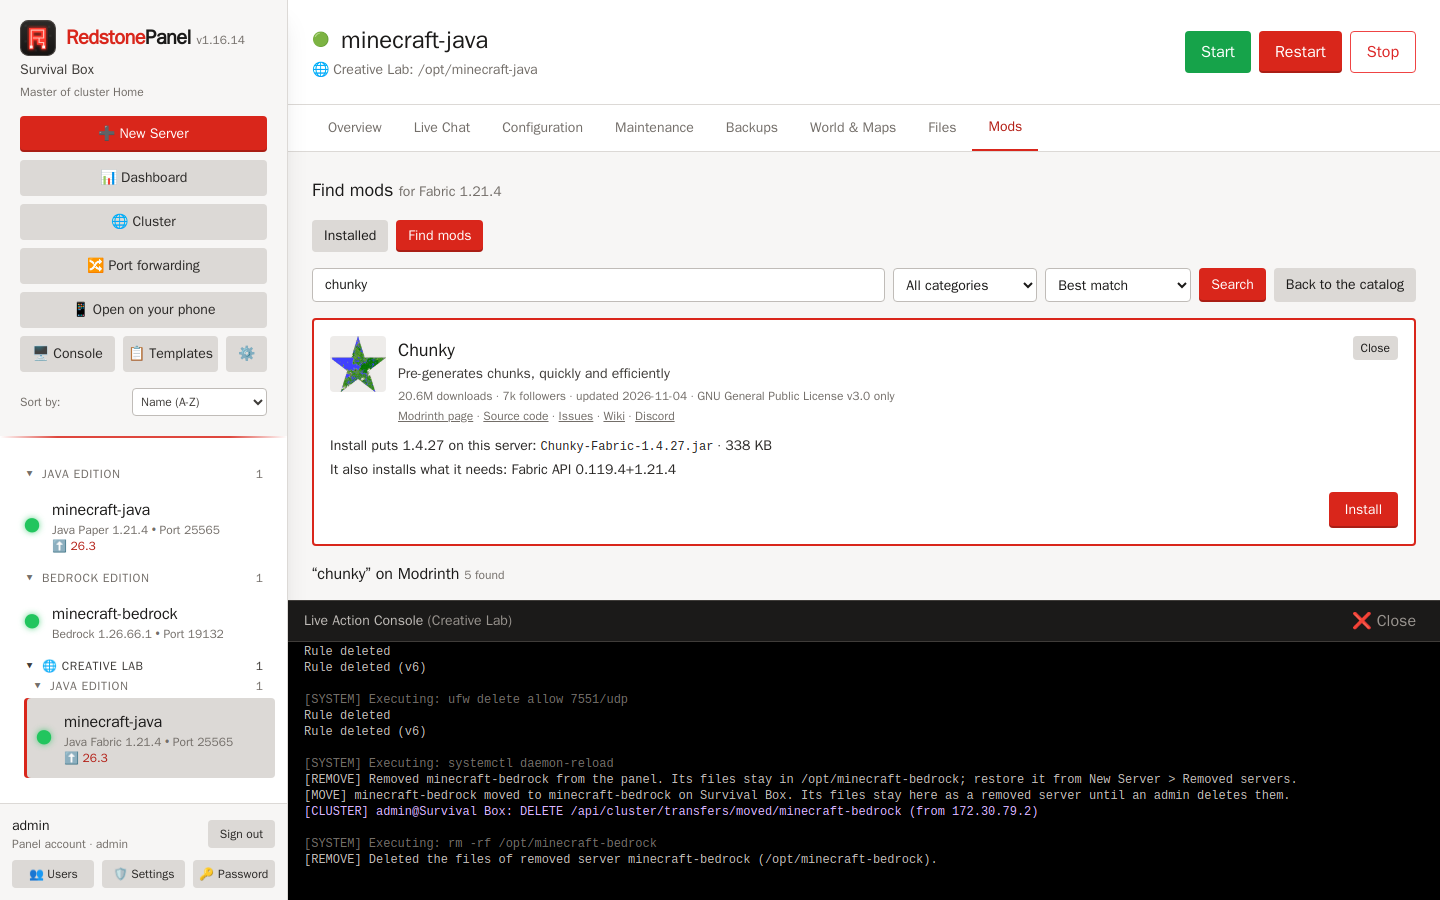 RedstonePanel v1.16.14
Survival Box
Master of cluster Home
➕ New Server
📊 Dashboard
🌐 Cluster
🔀 Port forwarding
📱 Open on your phone
🖥️ Console
📋 Templates
⚙️
Sort by:
Name (A-Z)
▼ JAVA EDITION 1
minecraft-java
Java Paper 1.21.4 • Port 25565
⬆️ 26.3
▼ BEDROCK EDITION 1
minecraft-bedrock
Bedrock 1.26.66.1 • Port 19132
▼ 🌐 CREATIVE LAB 1
▼ JAVA EDITION 1
minecraft-java
Java Fabric 1.21.4 • Port 25565
⬆️ 26.3
admin
Panel account · admin
Sign out
👥 Users
🛡️ Settings
🔑 Password
minecraft-java
🌐 Creative Lab: /opt/minecraft-java
Start
Restart
Stop
Overview
Live Chat
Configuration
Maintenance
Backups
World & Maps
Files
Mods
Find mods for Fabric 1.21.4
Installed
Find mods
chunky
All categories
Best match
Search
Back to the catalog
Chunky
Close
Pre-generates chunks, quickly and efficiently
20.6M downloads · 7k followers · updated 2026-11-04 · GNU General Public License v3.0 only
Modrinth page · Source code · Issues · Wiki · Discord
Install puts 1.4.27 on this server: Chunky-Fabric-1.4.27.jar · 338 KB
It also installs what it needs: Fabric API 0.119.4+1.21.4
Install
“chunky” on Modrinth 5 found
Live Action Console (Creative Lab)
❌ Close
Rule deleted
Rule deleted (v6)
[SYSTEM] Executing: ufw delete allow 7551/udp
Rule deleted
Rule deleted (v6)
[SYSTEM] Executing: systemctl daemon-reload
[REMOVE] Removed minecraft-bedrock from the panel. Its files stay in /opt/minecraft-bedrock; restore it from New Server > Removed servers.
[MOVE] minecraft-bedrock moved to minecraft-bedrock on Survival Box. Its files stay here as a removed server until an admin deletes them.
[CLUSTER] admin@Survival Box: DELETE /api/cluster/transfers/moved/minecraft-bedrock (from 172.30.79.2)
[SYSTEM] Executing: rm -rf /opt/minecraft-bedrock
[REMOVE] Deleted the files of removed server minecraft-bedrock (/opt/minecraft-bedrock).